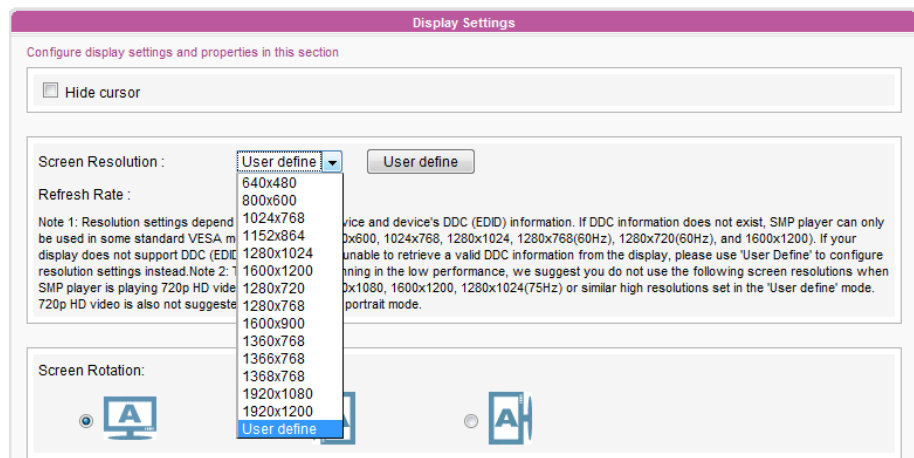 Display Settings
Configure display settings and properties in this section
Hide cursor
Screen Resolution : User define User define
640x480
800x600
1024x768
1152x864
1280x1024
1600x1200
1280x720
1280x768
1600x900
1360x768
1366x768
1368x768
1920x1080
1920x1200
User define
Refresh Rate :
Note 1: Resolution settings depend vice and device's DDC (EDID) information. If DDC information does not exist, SMP player can only
be used in some standard VESA m 0x600, 1024x768, 1280x1024, 1280x768(60Hz), 1280x720(60Hz), and 1600x1200). If your
display does not support DDC (EDI unable to retrieve a valid DDC information from the display, please use 'User Define' to configure
resolution settings instead.Note 2: T nning in the low performance, we suggest you do not use the following screen resolutions when
SMP player is playing 720p HD vide 0x1080, 1600x1200, 1280x1024(75Hz) or similar high resolutions set in the 'User define' mode.
720p HD video is also not suggeste portrait mode.
Screen Rotation:
A A A